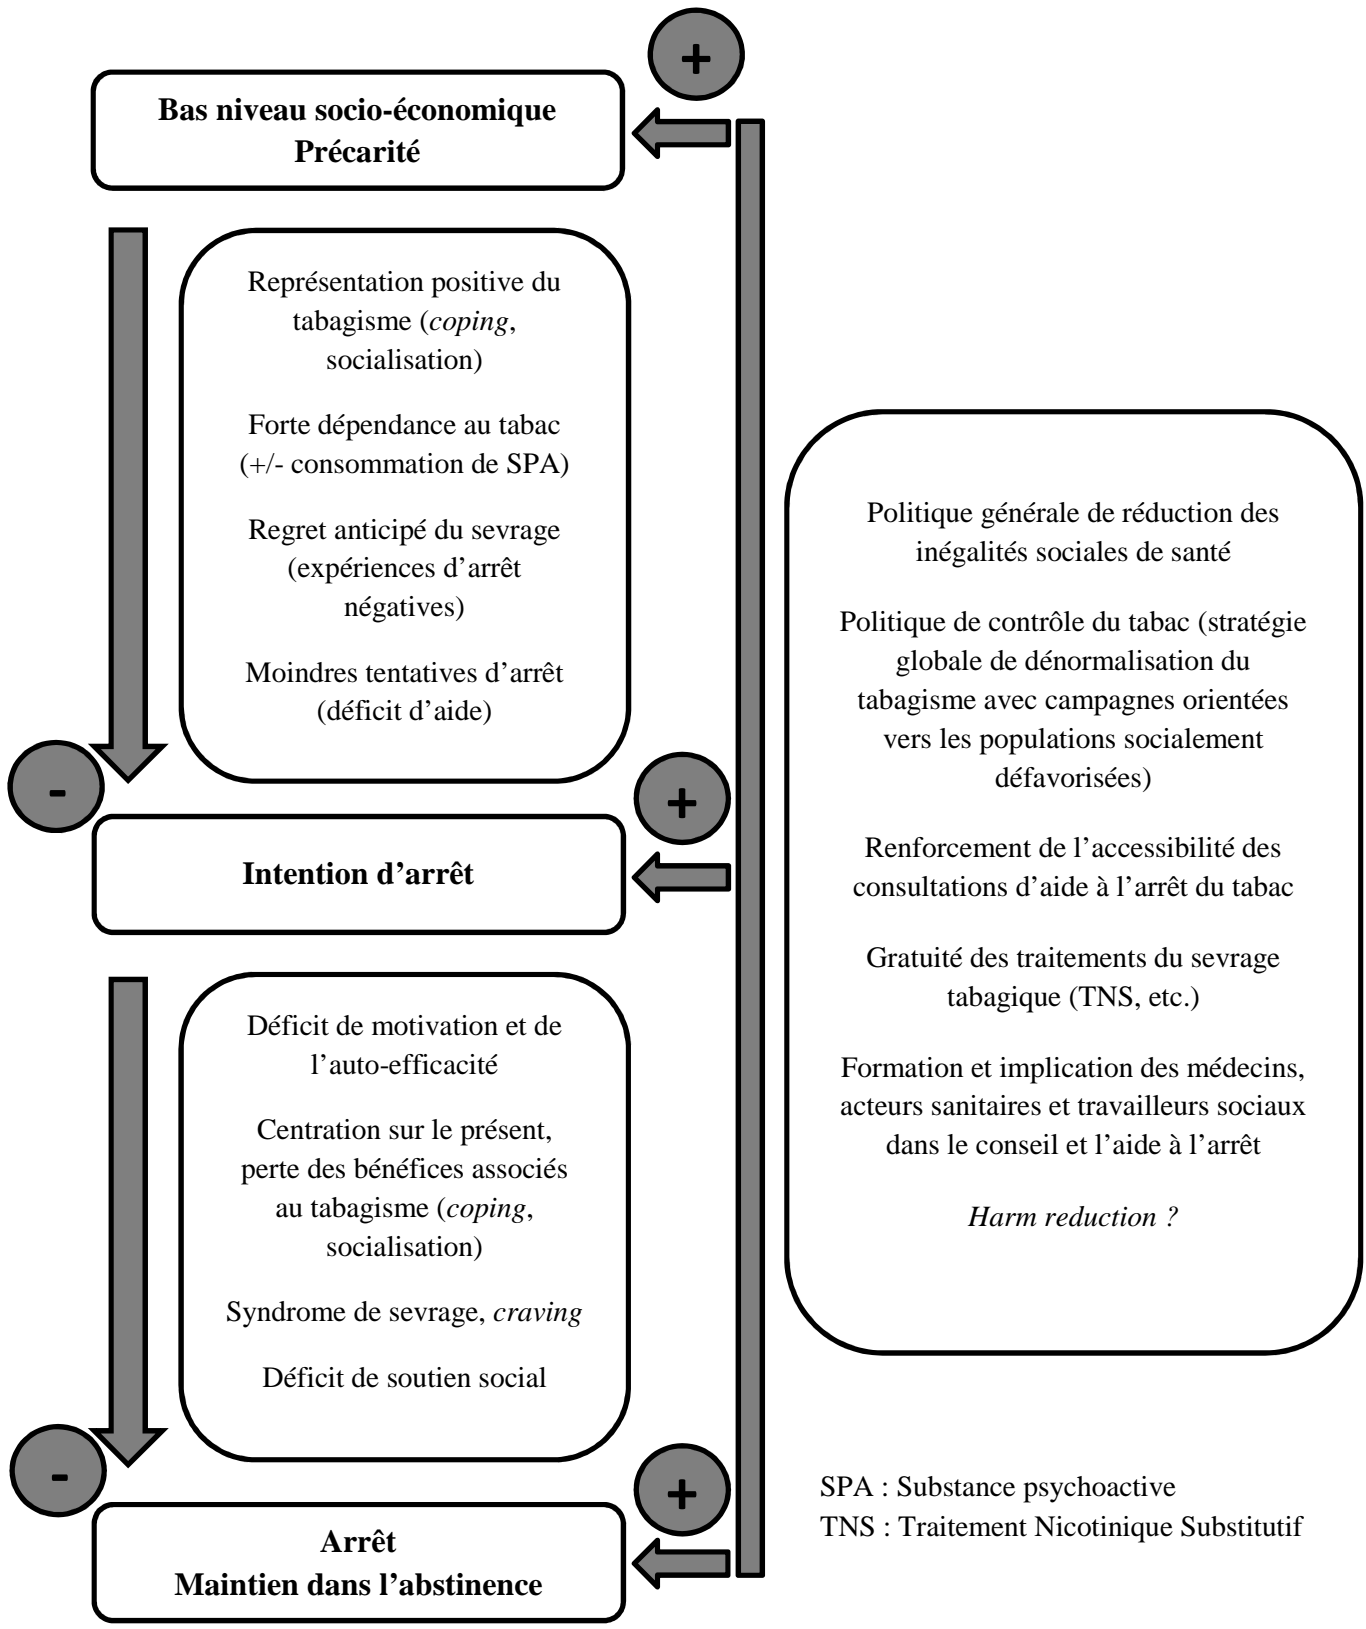 +
Bas niveau socio-économique
Précarité
Représentation positive du
tabagisme (coping,
socialisation)
Forte dépendance au tabac
(+/- consommation de SPA)
Regret anticipé du sevrage
(expériences d’arrêt
négatives)
Moindres tentatives d’arrêt
(déficit d’aide)
-
+
Intention d’arrêt
Déficit de motivation et de
l’auto-efficacité
Centration sur le présent,
perte des bénéfices associés
au tabagisme (coping,
socialisation)
Syndrome de sevrage, craving
Déficit de soutien social
-
+
Arrêt
Maintien dans l’abstinence
Politique générale de réduction des
inégalités sociales de santé
Politique de contrôle du tabac (stratégie
globale de dénormalisation du
tabagisme avec campagnes orientées
vers les populations socialement
défavorisées)
Renforcement de l’accessibilité des
consultations d’aide à l’arrêt du tabac
Gratuité des traitements du sevrage
tabagique (TNS, etc.)
Formation et implication des médecins,
acteurs sanitaires et travailleurs sociaux
dans le conseil et l’aide à l’arrêt
Harm reduction ?
SPA : Substance psychoactive
TNS : Traitement Nicotinique Substitutif